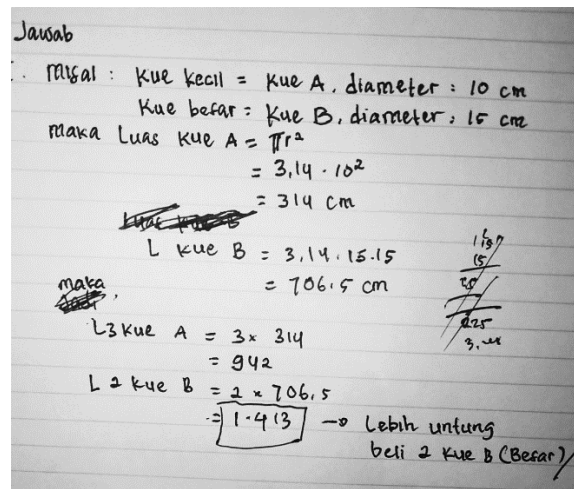 Jawab
. Misal : Kue kecil = Kue A, diameter : 10 cm
Kue besar : Kue B, diameter : 15 cm
Maka Luas Kue A = πr²
= 3,14 · 10²
= 314 cm
L Kue B = 3,14 . 15.15
= 706,5 cm
maka
L3 Kue A = 3 x 314
= 942
L 2 Kue B = 2 x 706,5
= 1.413 → Lebih untung
beli 2 Kue B (Besar)
15
225